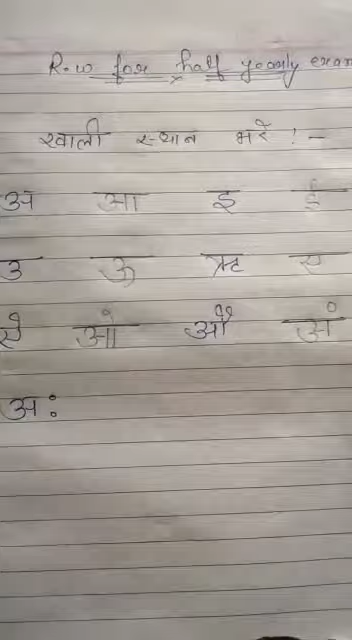 R.w for half yearly exam
खाली स्थान भरें ! -
अ आ इ ई
उ ऊ ऋ ए
ऐ ओ औ अं
अः